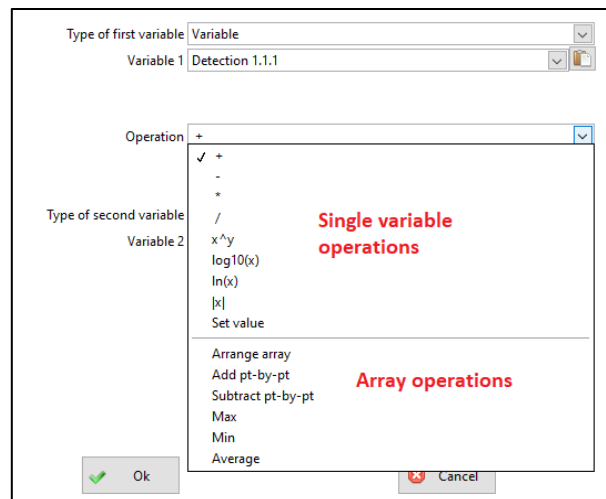 Type of first variable Variable
Variable 1 Detection 1.1.1
Operation +
✓ +
-
*
Type of second variable /
Single variable operations
Variable 2 x^y
log10(x)
ln(x)
|x|
Set value
Arrange array
Add pt-by-pt
Array operations
Subtract pt-by-pt
Max
Min
Average
Ok Cancel